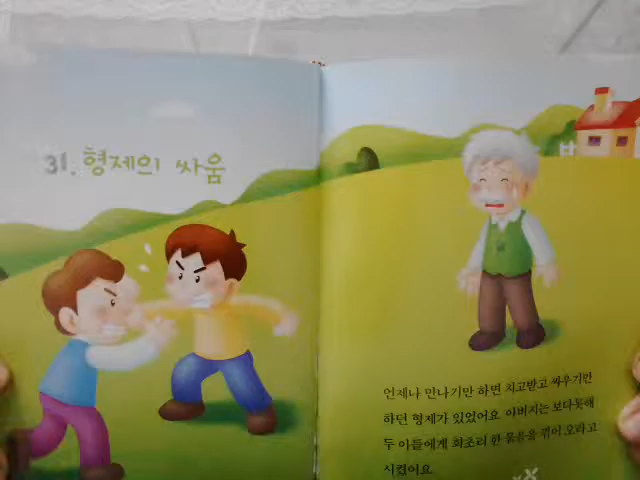 31. 형제의 싸움
언제나 만나기만 하면 치고받고 싸우기만
하던 형제가 있었어요. 아버지는 보다못해
두 아들에게 회초리 한 묶음을 꺾어 오라고
시켰어요.